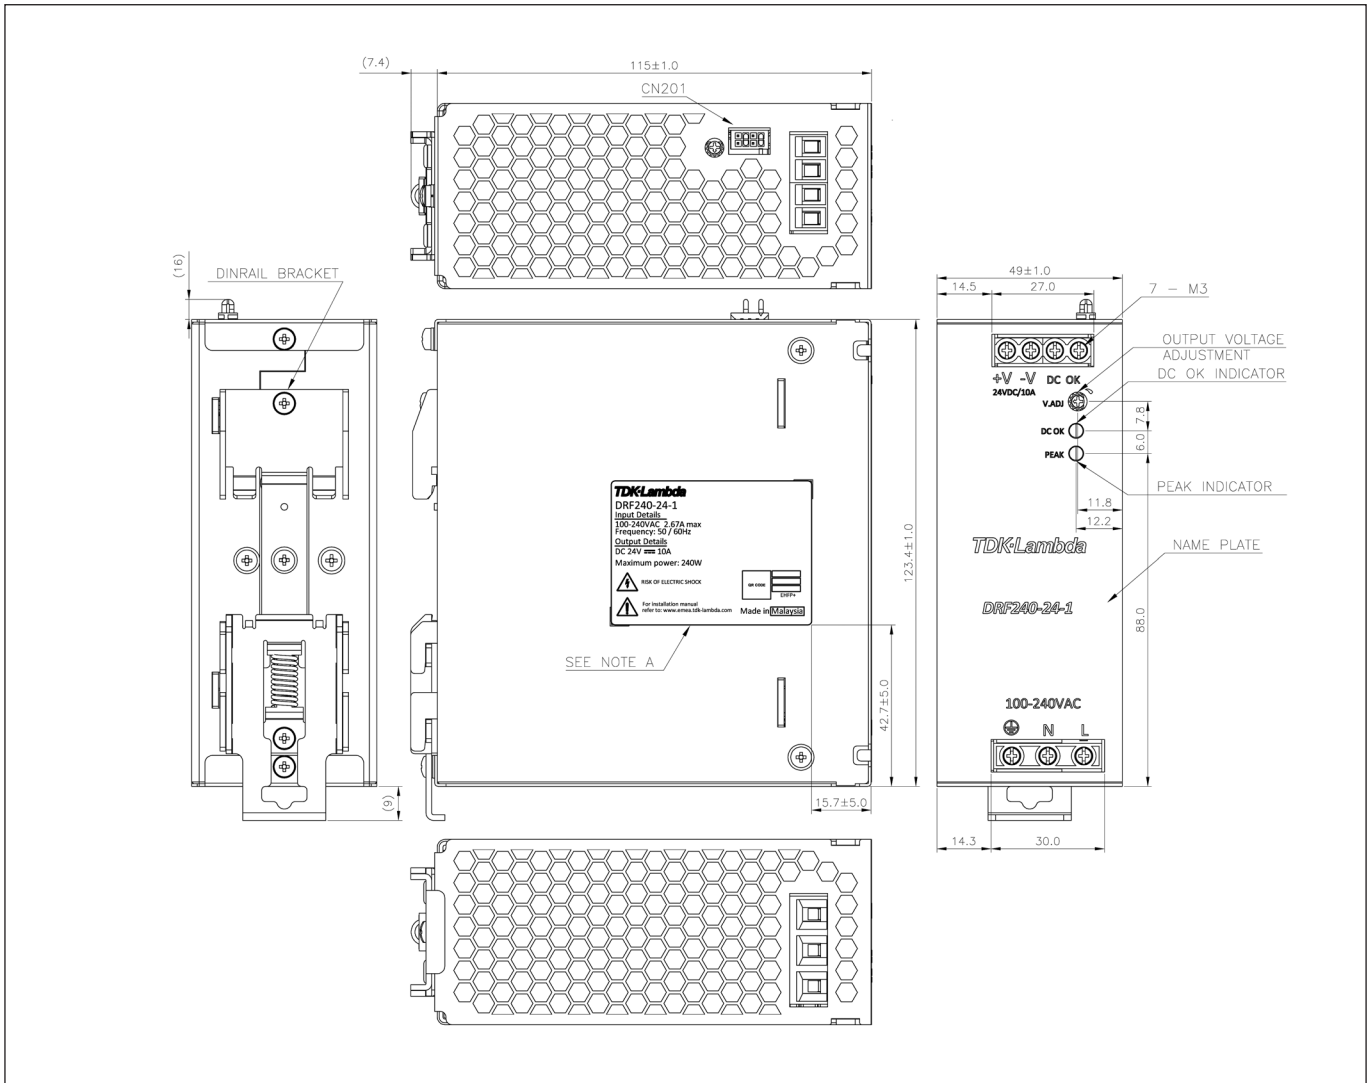 (7.4)
115±1.0
CN201
(16)
DINRAIL BRACKET
49±1.0
14.5
27.0
7 - M3
OUTPUT VOLTAGE
ADJUSTMENT
DC OK INDICATOR
+V -V DC OK
24VDC/10A
V.ADJ
DC OK
PEAK
7.8
6.0
PEAK INDICATOR
11.8
12.2
TDK-Lambda
DRF240-24-1
Input Details
100-240VAC 2.67A max
Frequency: 50 / 60Hz
Output Details
DC 24V 10A
Maximum power: 240W
RISK OF ELECTRIC SHOCK
QR CODE
EHFP+
For installation manual
refer to: www.emea.tdk-lambda.com
Made in Malaysia
SEE NOTE A
123.4±1.0
42.7±5.0
15.7±5.0
TDK-Lambda
NAME PLATE
DRF240-24-1
88.0
100-240VAC
N L
(9)
14.3
30.0